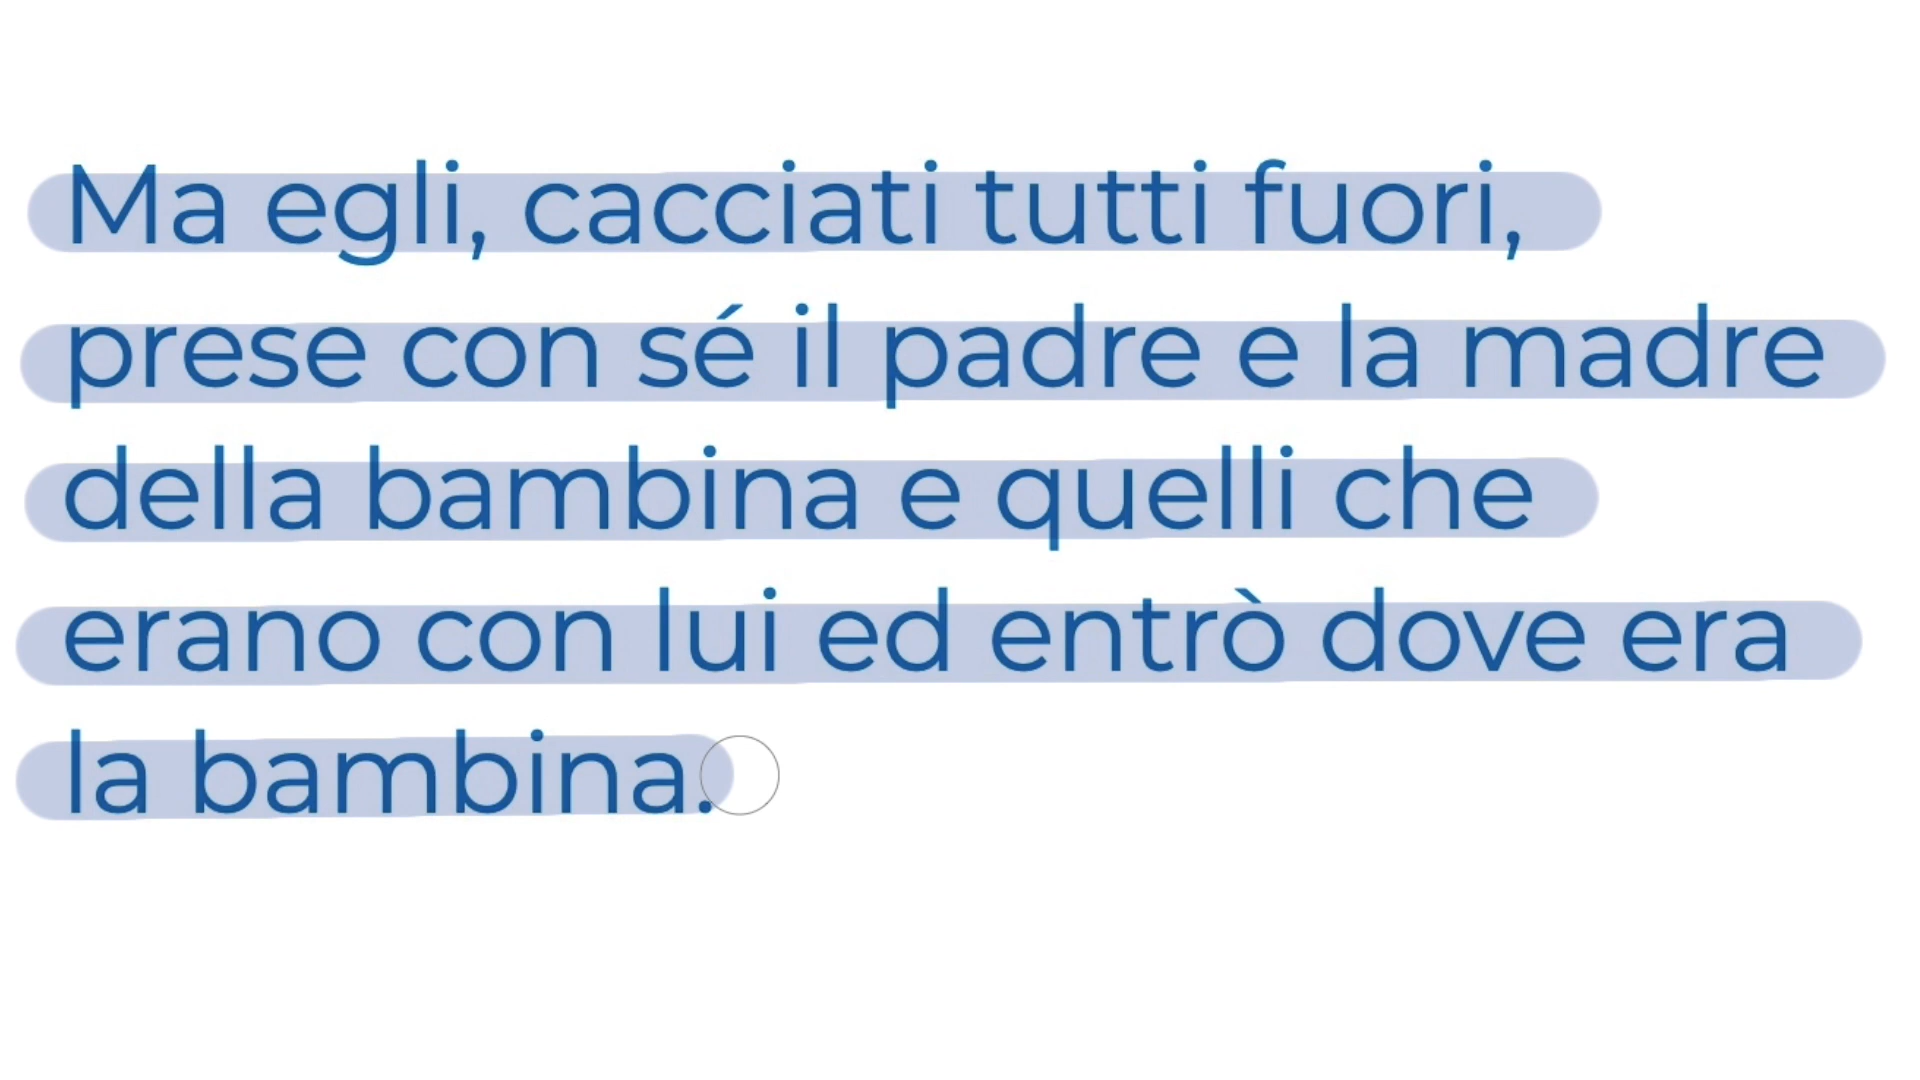 Ma egli, cacciati tutti fuori,
prese con sé il padre e la madre
della bambina e quelli che
erano con lui ed entrò dove era
la bambina.